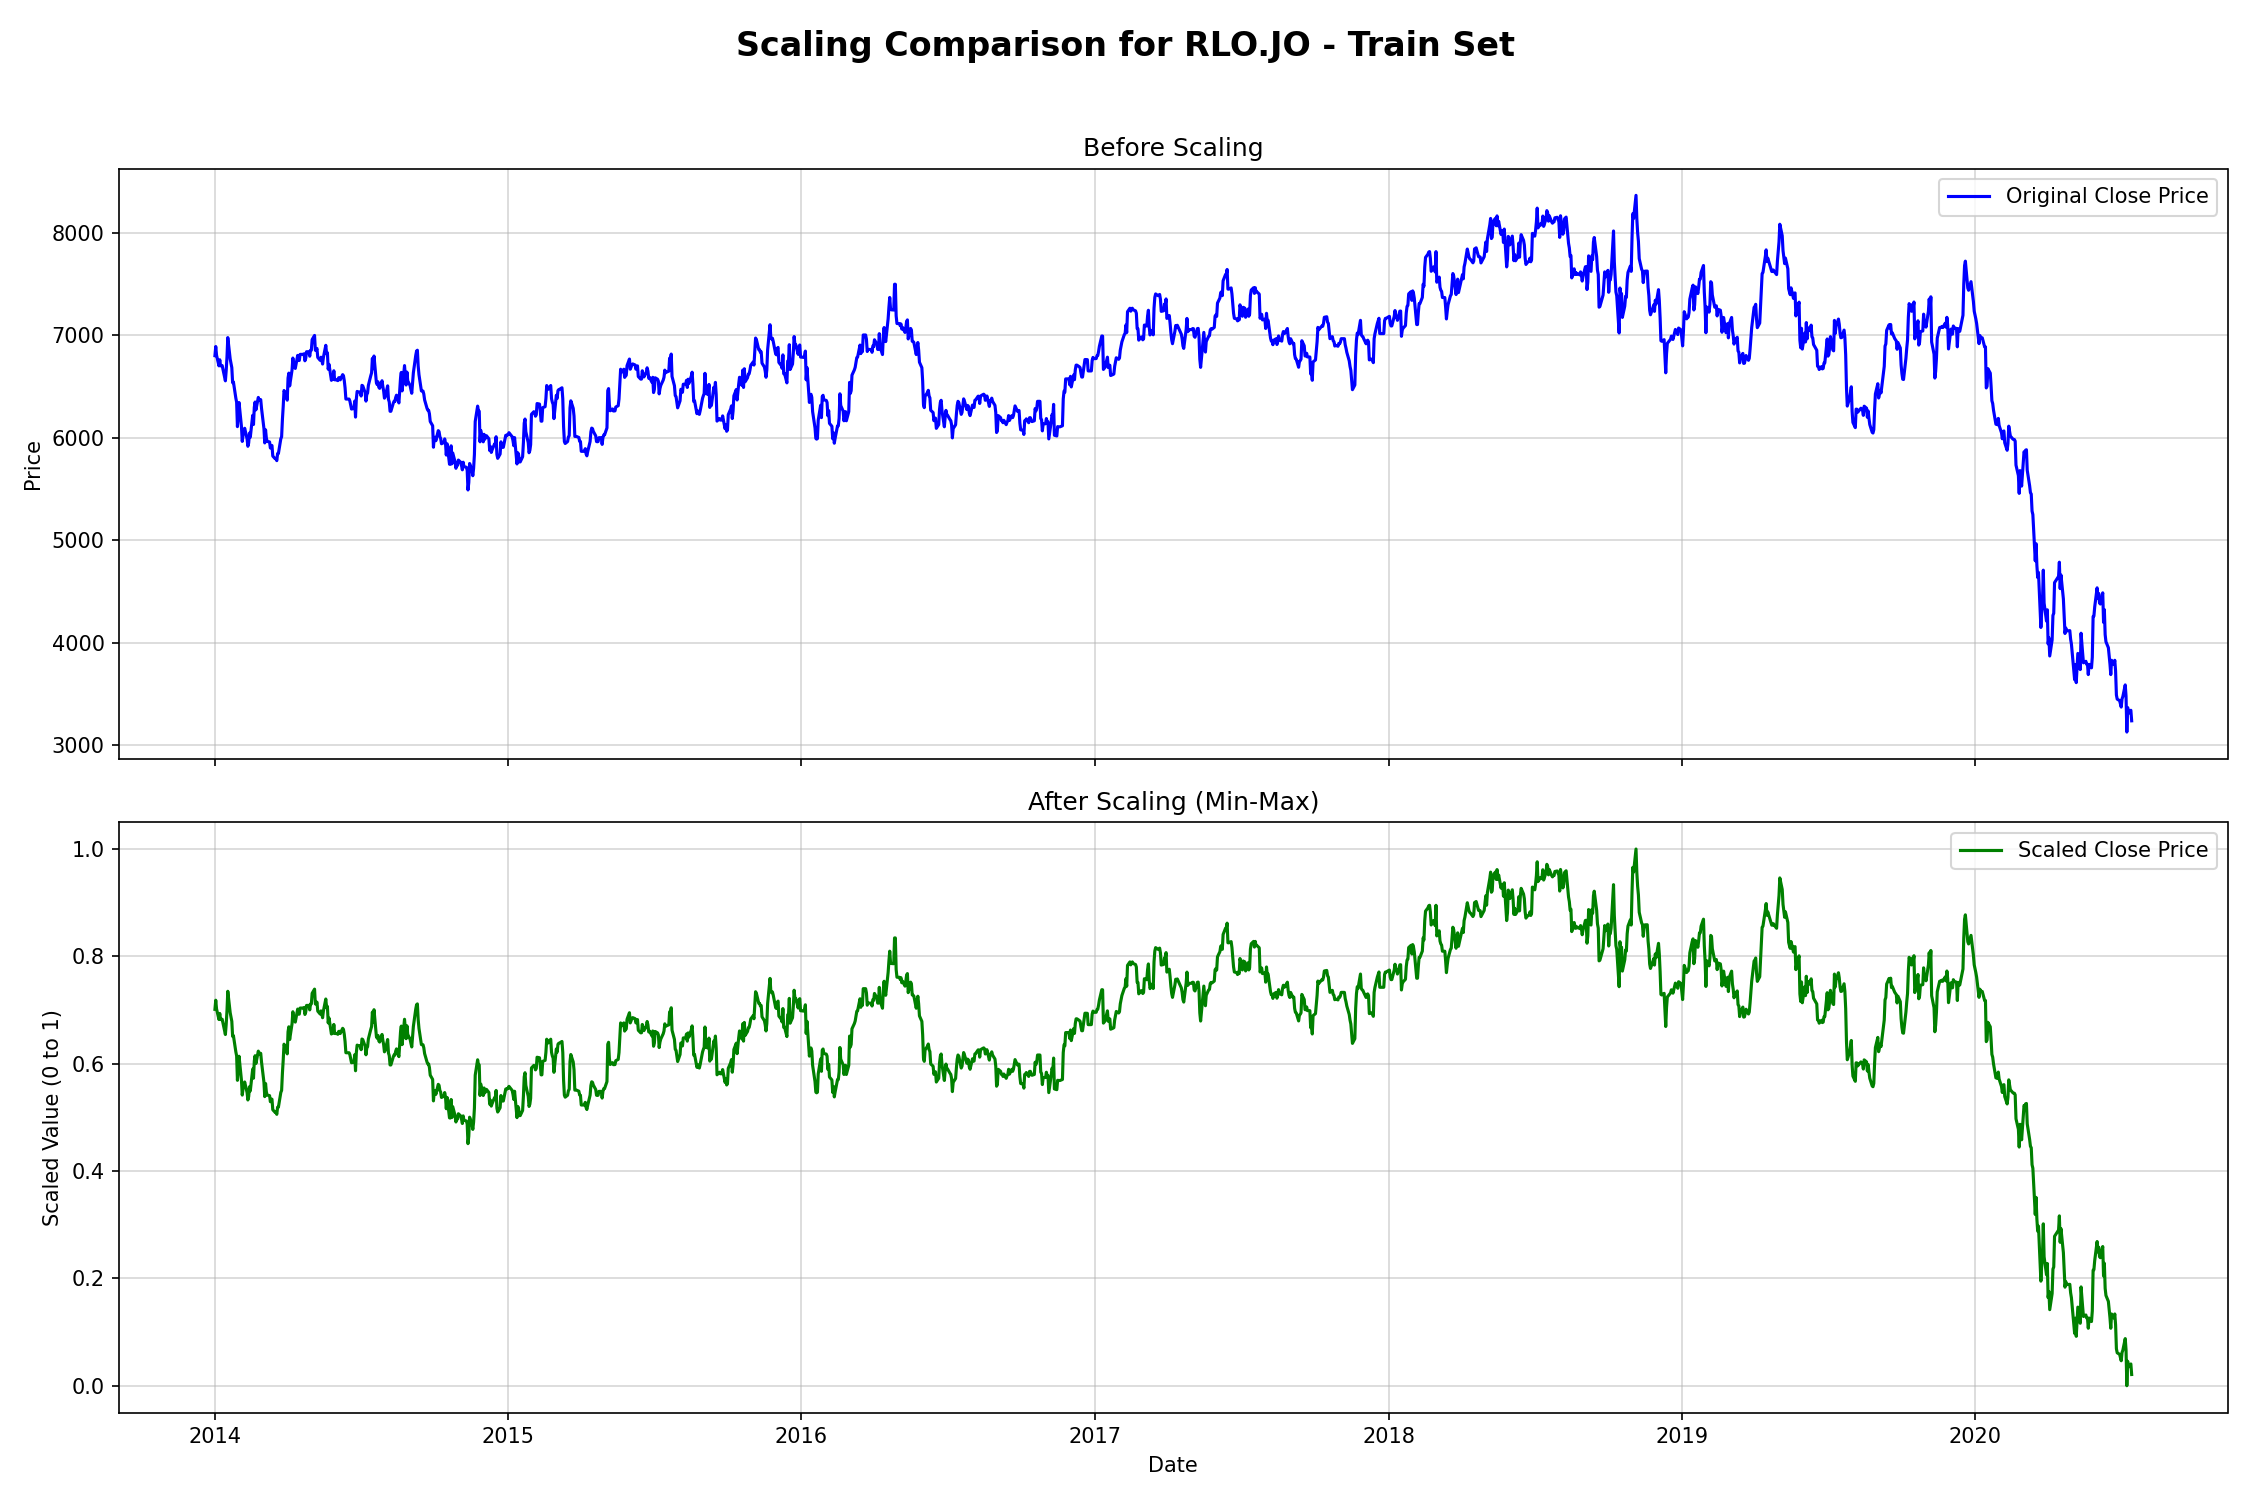 Scaling Comparison for RLO.JO - Train Set
Before Scaling
Original Close Price
8000
7000
6000
5000
4000
3000
Price
After Scaling (Min-Max)
Scaled Close Price
1.0
0.8
0.6
0.4
0.2
0.0
Scaled Value (0 to 1)
2014 2015 2016 2017 2018 2019 2020
Date